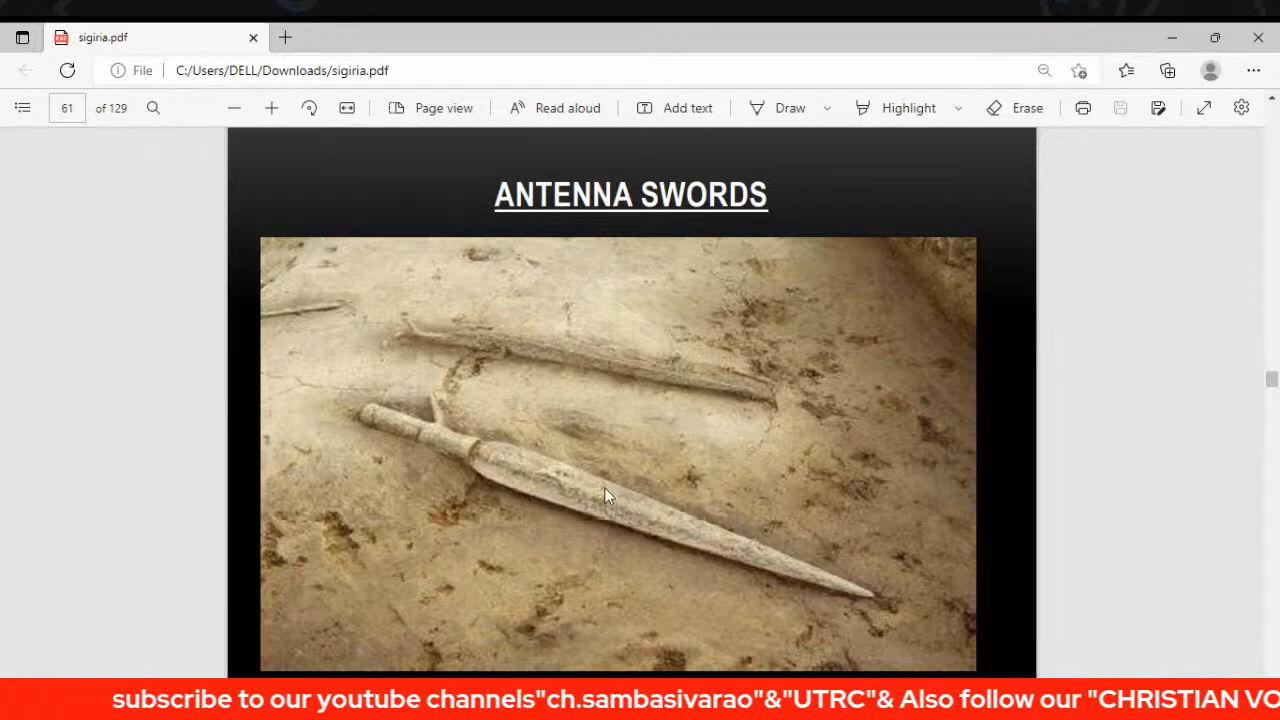 sigiria.pdf
File
C:/Users/DELL/Downloads/sigiria.pdf
61 of 129
Page view
Read aloud
Add text
Draw
Highlight
Erase
ANTENNA SWORDS
subscribe to our youtube channels"ch.sambasivarao"&"UTRC"& Also follow our "CHRISTIAN VO